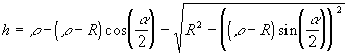 h = ρ-(ρ-R)cos(a/2)-√(R²-((ρ-R)sin(a/2))²)